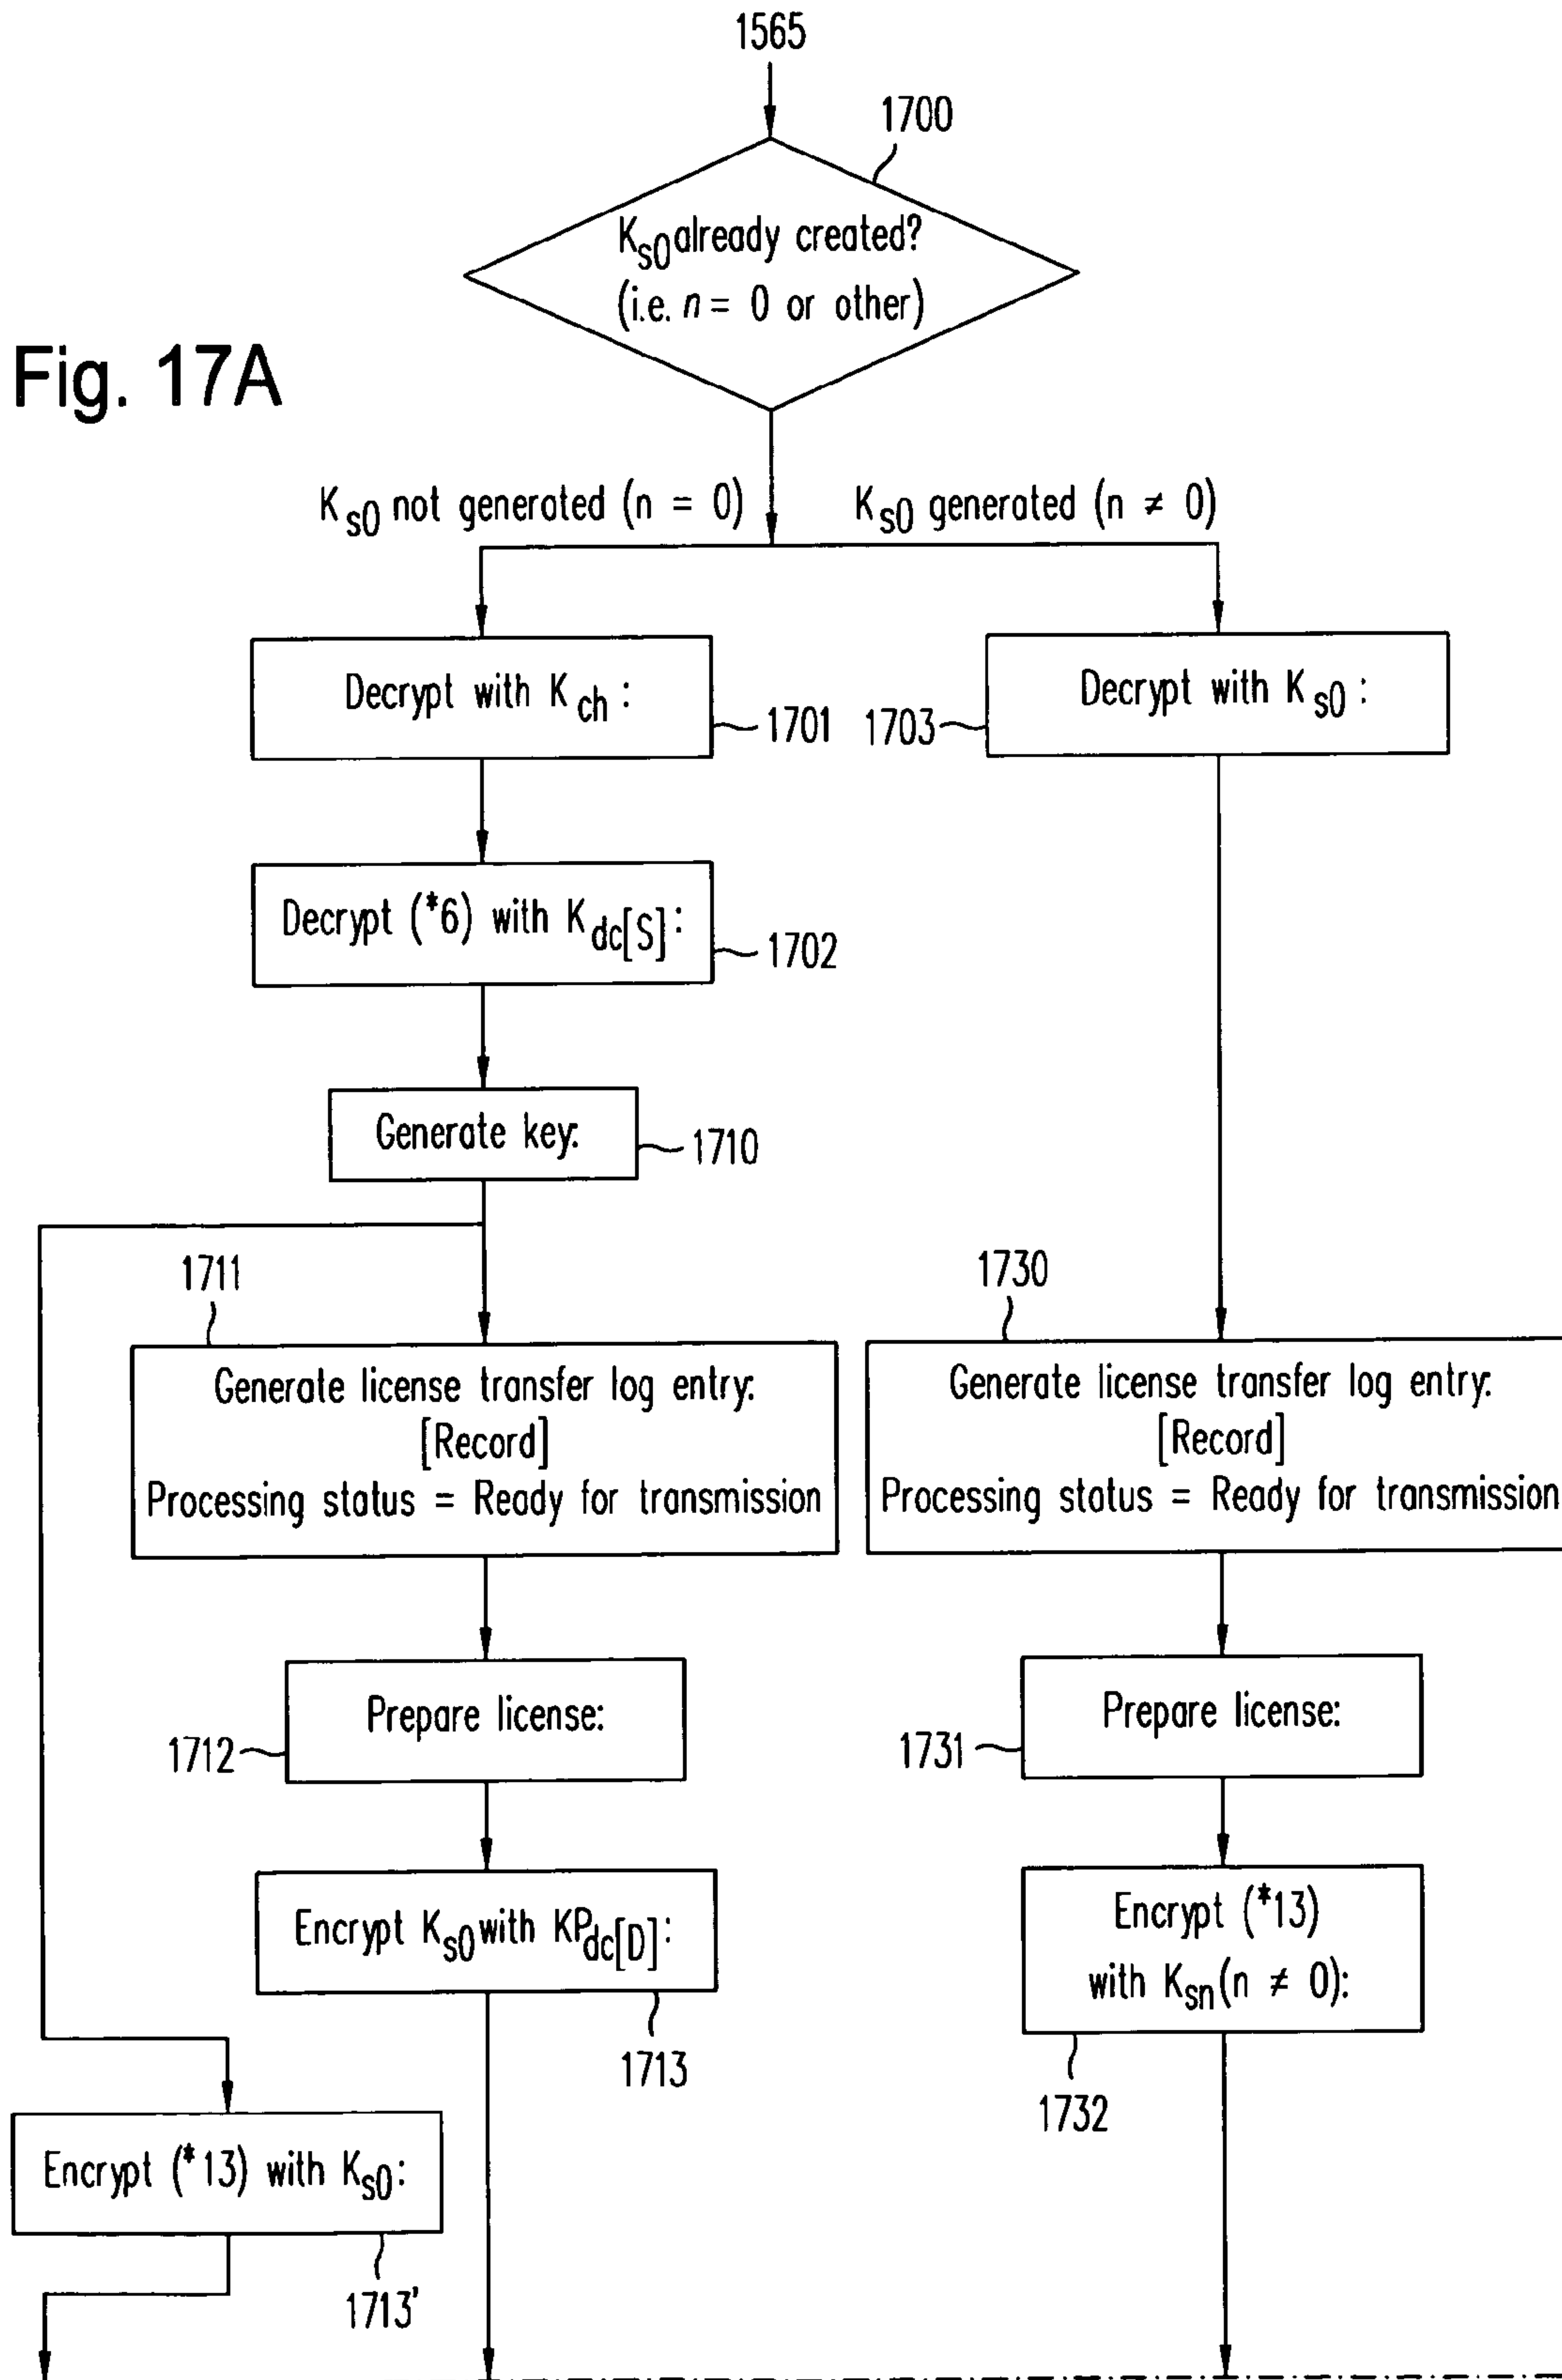 1565
1700
Ks0 already created?
(i.e. n = 0 or other)
Fig. 17A
Ks0 not generated (n = 0)
Ks0 generated (n ≠ 0)
Decrypt with Kch :
1701
1703
Decrypt with Ks0 :
Decrypt (*6) with Kdc[S]:
1702
Generate key:
1710
1711
1730
Generate license transfer log entry:
[Record]
Processing status = Ready for transmission
Generate license transfer log entry:
[Record]
Processing status = Ready for transmission
Prepare license:
1712
Prepare license:
1731
Encrypt Ks0 with KPdc[D]:
1713
Encrypt (*13)
with Ksn(n ≠ 0):
1732
Encrypt (*13) with Ks0:
1713'